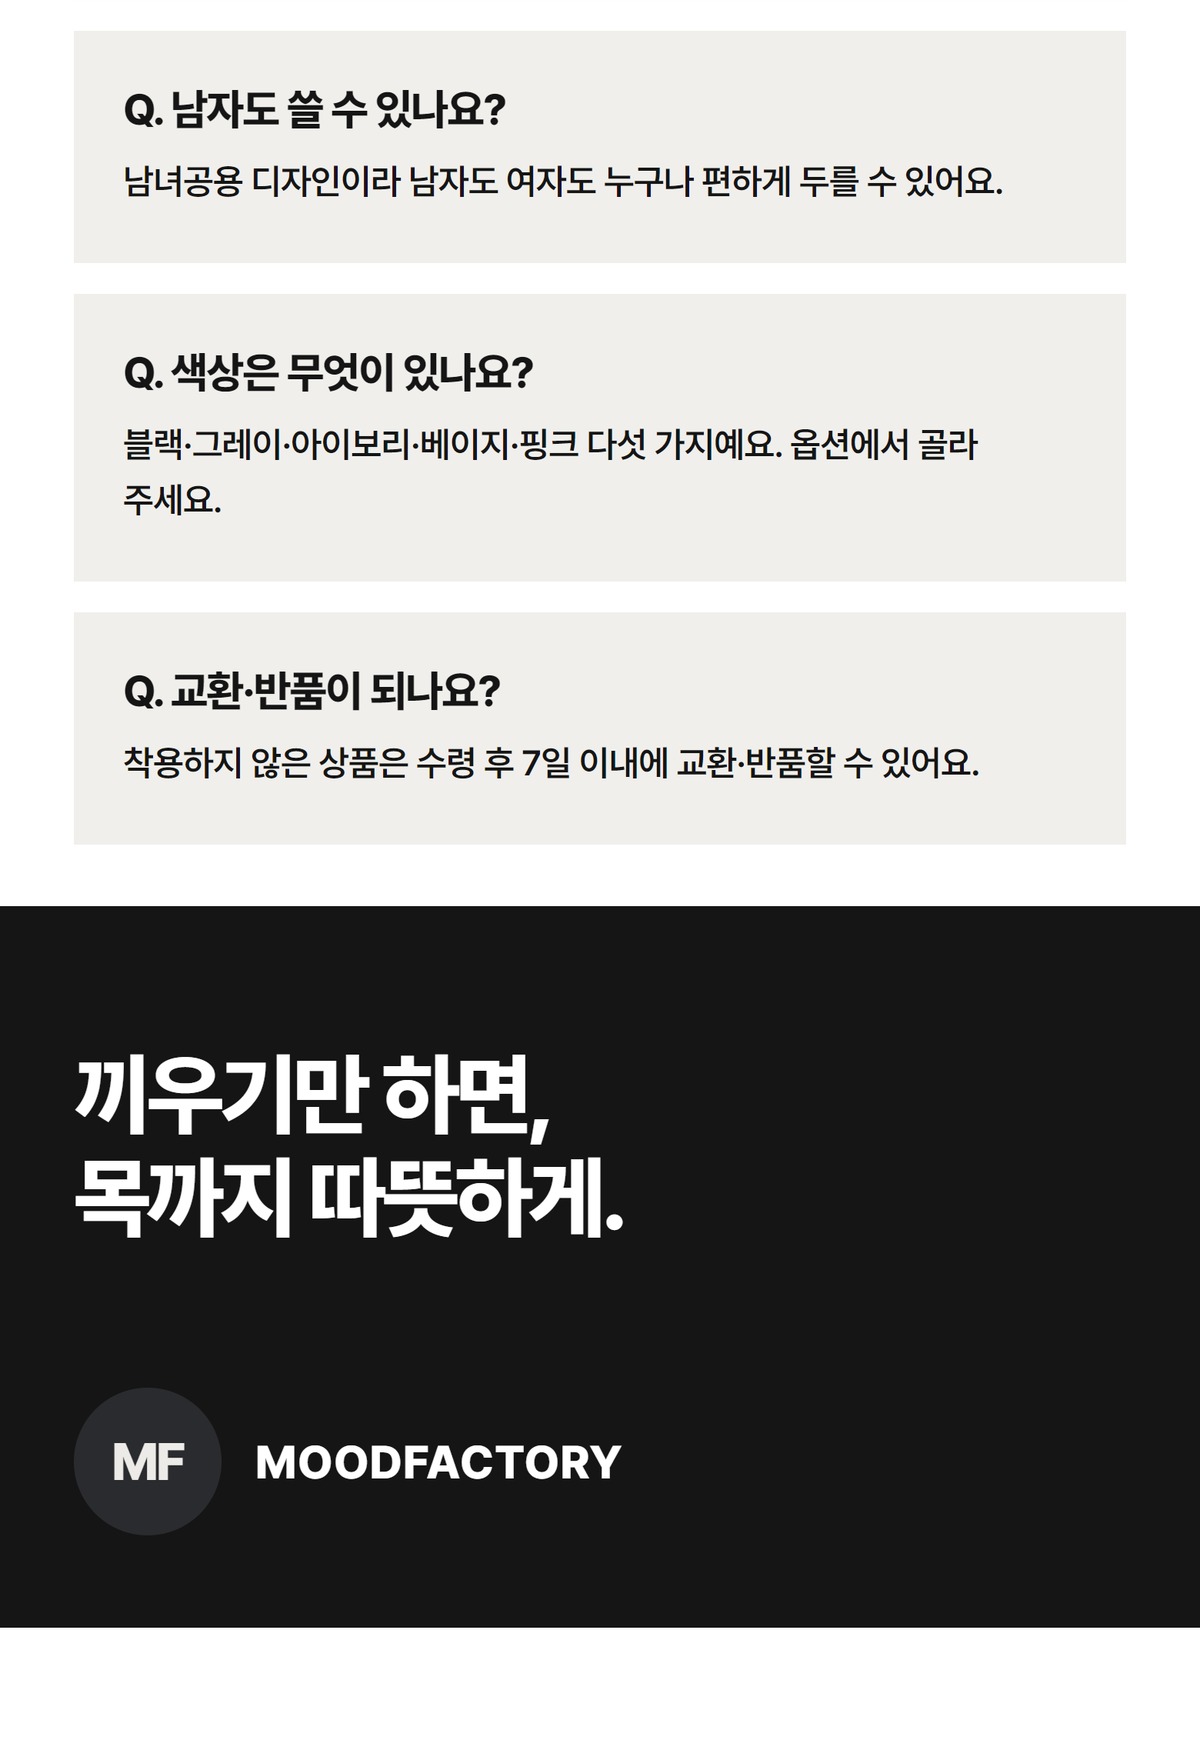 Q. 남자도 쓸 수 있나요?
남녀공용 디자인이라 남자도 여자도 누구나 편하게 두를 수 있어요.
Q. 색상은 무엇이 있나요?
블랙·그레이·아이보리·베이지·핑크 다섯 가지예요. 옵션에서 골라
주세요.
Q. 교환·반품이 되나요?
착용하지 않은 상품은 수령 후 7일 이내에 교환·반품할 수 있어요.
끼우기만 하면,
목까지 따뜻하게.
MF
MOODFACTORY